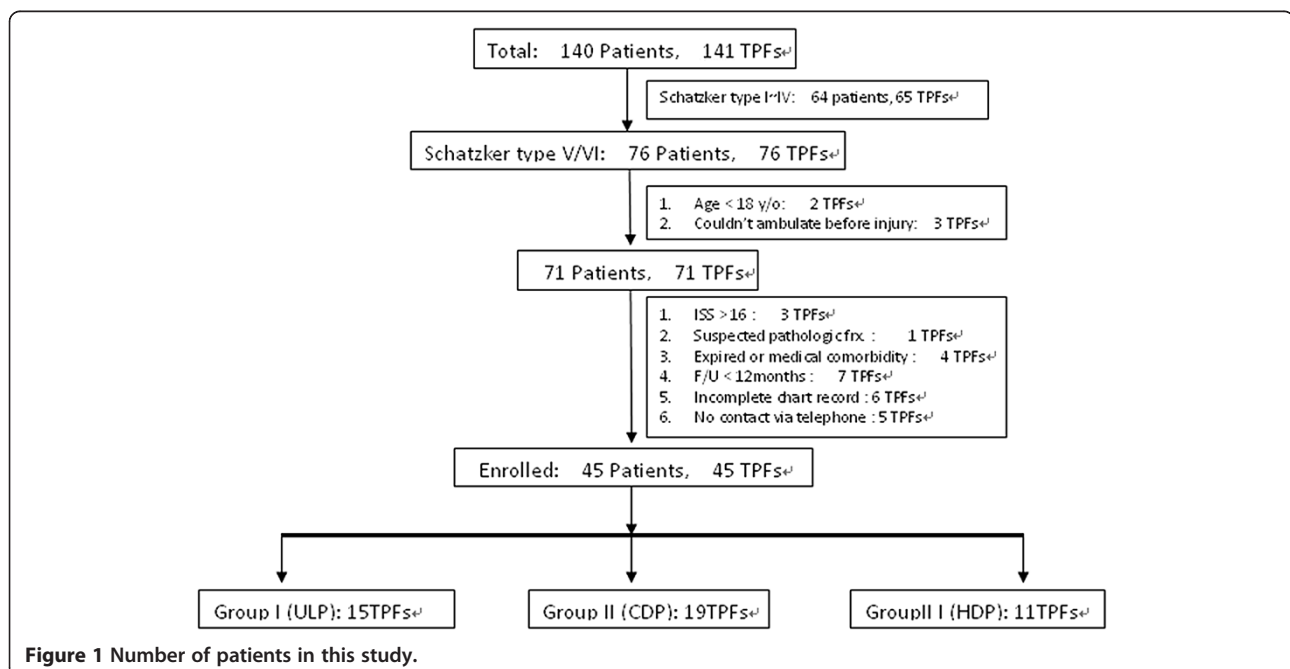 Total: 140 Patients, 141 TPFs↵
Schatzker type I~IV: 64 patients, 65 TPFs↵
Schatzker type V/VI: 76 Patients, 76 TPFs↵
1. Age < 18 y/o: 2 TPFs↵
2. Couldn't ambulate before injury: 3 TPFs↵
71 Patients, 71 TPFs↵
1. ISS >16 : 3 TPFs↵
2. Suspected pathologic frx. : 1 TPFs↵
3. Expired or medical comorbidity : 4 TPFs↵
4. F/U < 12months : 7 TPFs↵
5. Incomplete chart record : 6 TPFs↵
6. No contact via telephone : 5 TPFs↵
Enrolled: 45 Patients, 45 TPFs↵
Group I (ULP): 15TPFs↵
Group II (CDP): 19TPFs↵
GroupII I (HDP): 11TPFs↵
Figure 1 Number of patients in this study.